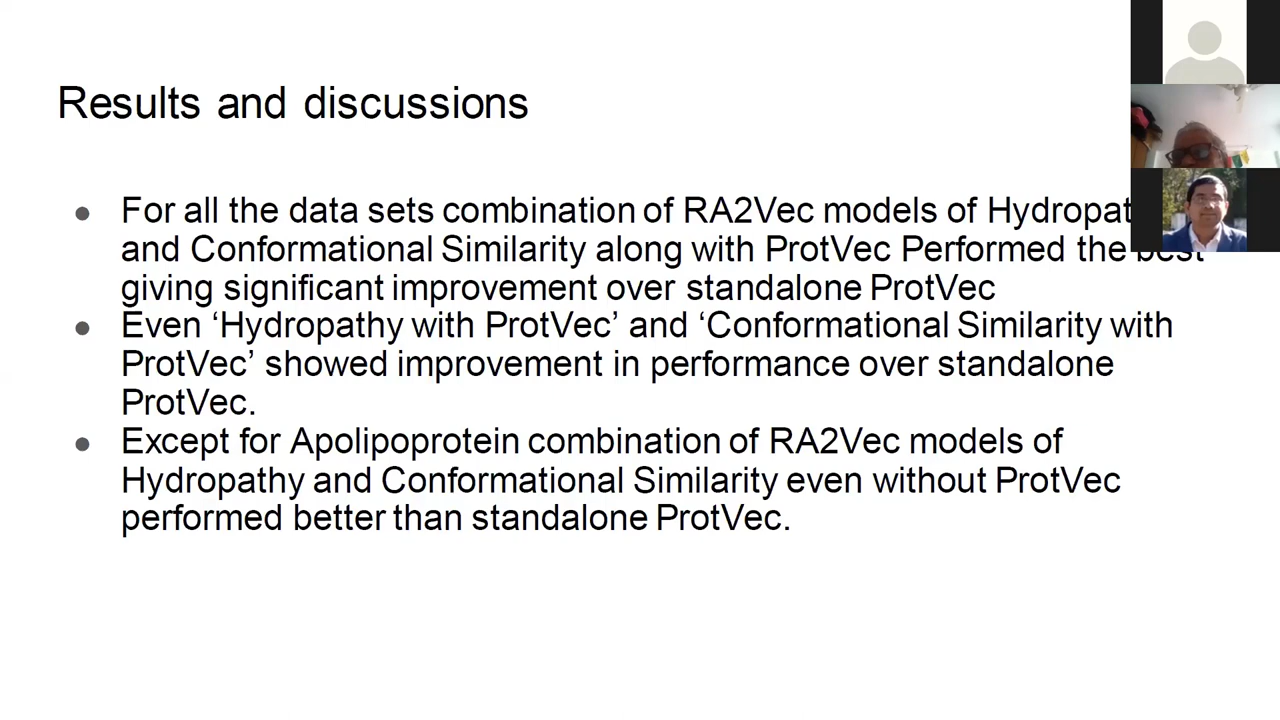 Results and discussions
● For all the data sets combination of RA2Vec models of Hydropat
and Conformational Similarity along with ProtVec Performed the best
giving significant improvement over standalone ProtVec
● Even ‘Hydropathy with ProtVec’ and ‘Conformational Similarity with
ProtVec’ showed improvement in performance over standalone
ProtVec.
● Except for Apolipoprotein combination of RA2Vec models of
Hydropathy and Conformational Similarity even without ProtVec
performed better than standalone ProtVec.